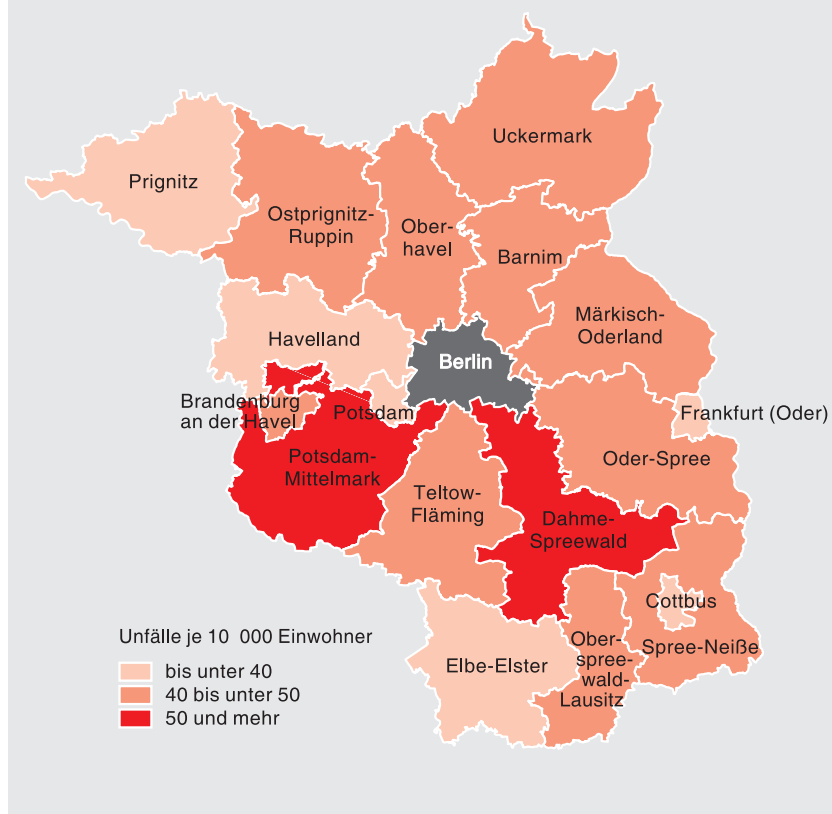 Uckermark
Prignitz
Ostprignitz-
Ruppin
Ober-
havel
Barnim
Märkisch-
Oderland
Havelland
Berlin
Brandenburg
an der Havel
Potsdam
Frankfurt (Oder)
Potsdam-
Mittelmark
Oder-Spree
Teltow-
Fläming
Dahme-
Spreewald
Cottbus
Spree-Neiße
Elbe-Elster
Ober-
spree-
wald-
Lausitz
Unfälle je 10 000 Einwohner
bis unter 40
40 bis unter 50
50 und mehr